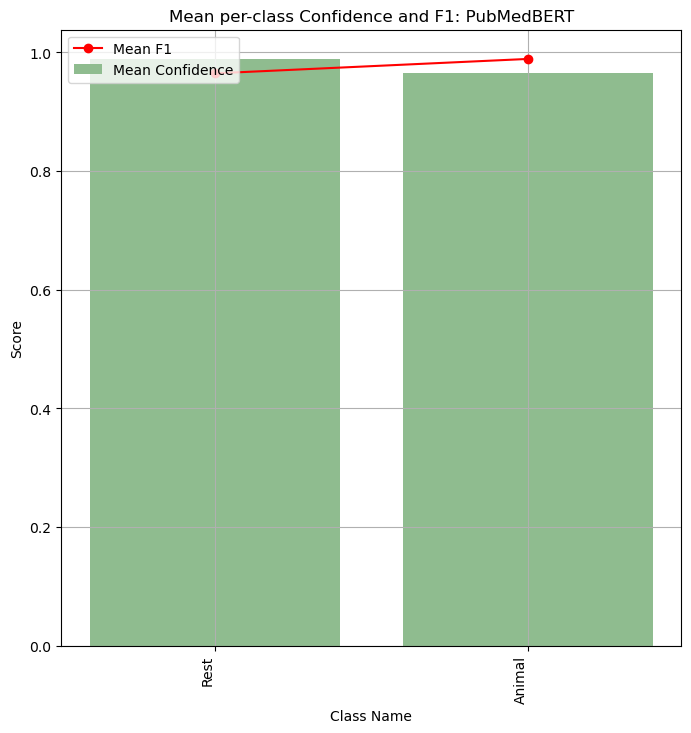 Mean per-class Confidence and F1: PubMedBERT
Mean F1
Mean Confidence
1.0
0.8
0.6
0.4
0.2
0.0
Score
Rest
Animal
Class Name